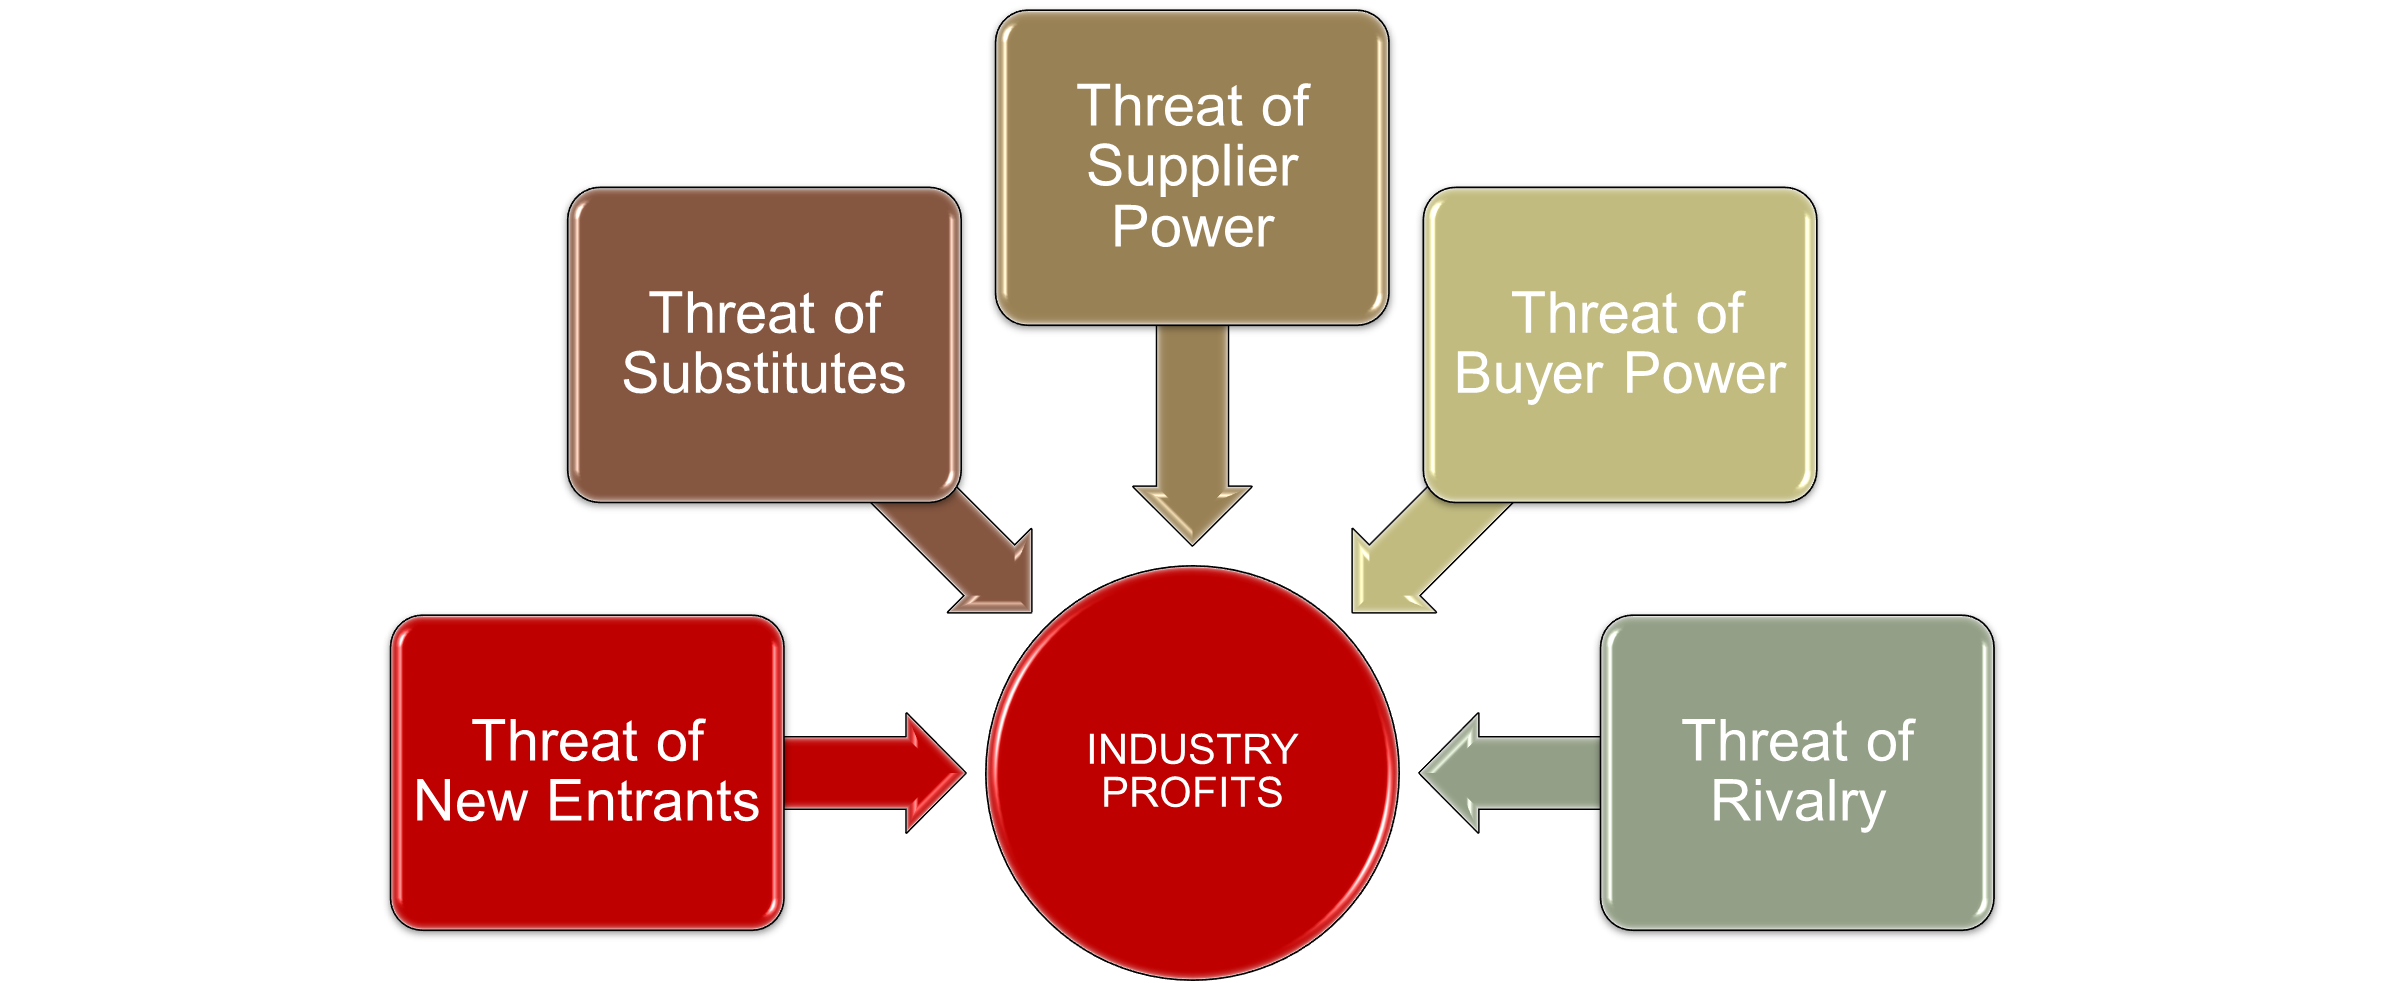 Threat of
Supplier
Power
Threat of
Substitutes
Threat of
Buyer Power
Threat of
New Entrants
INDUSTRY
PROFITS
Threat of
Rivalry